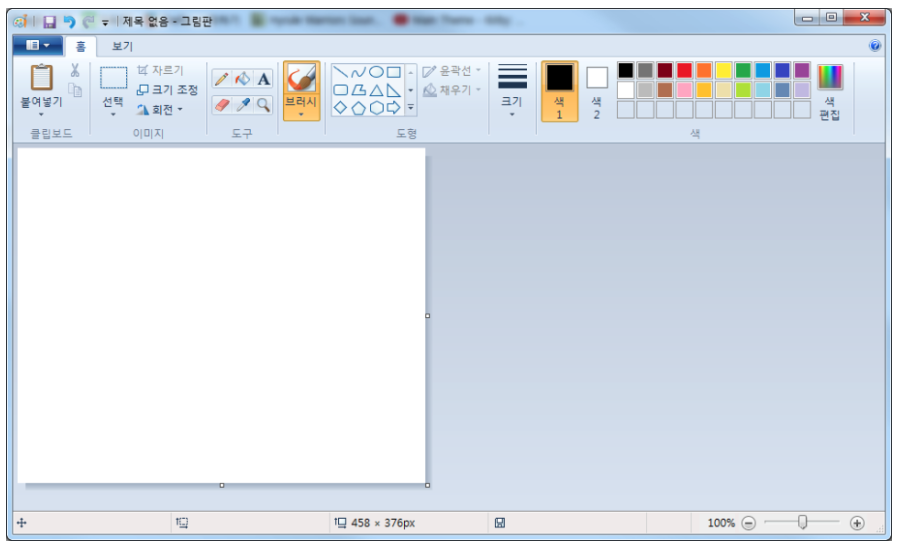 제목 없음 - 그림판
홈 보기
붙여넣기
클립보드
선택
자르기
크기 조정
회전
이미지
A
도구
브러시
윤곽선
채우기
도형
크기
색 1
색 2
색 편집
색
458 × 376px
100%